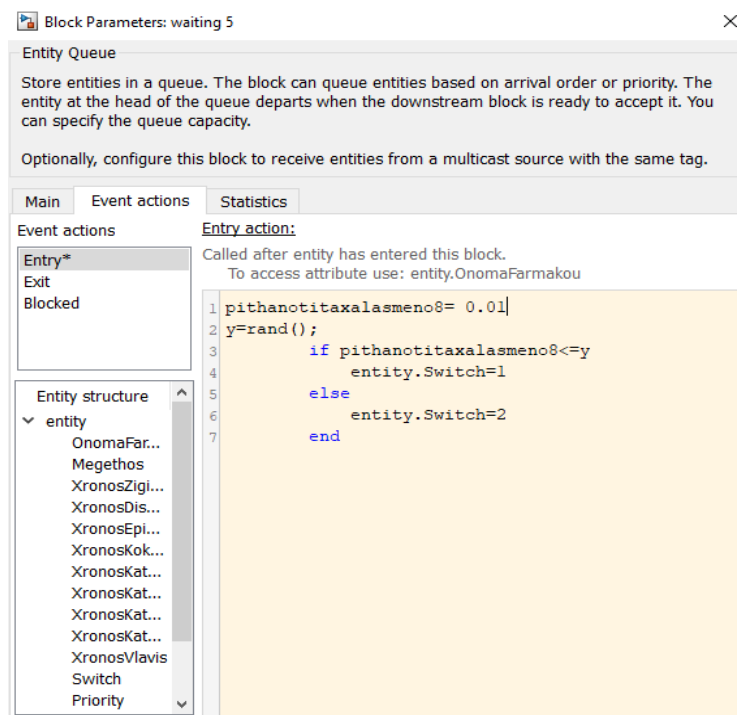 Block Parameters: waiting 5
Entity Queue
Store entities in a queue. The block can queue entities based on arrival order or priority. The
entity at the head of the queue departs when the downstream block is ready to accept it. You
can specify the queue capacity.
Optionally, configure this block to receive entities from a multicast source with the same tag.
Main Event actions Statistics
Event actions
Entry*
Exit
Blocked
Entity structure
entity
OnomaFar...
Megethos
XronosZigi...
XronosDis...
XronosEpi...
XronosKok...
XronosKat...
XronosKat...
XronosKat...
XronosKat...
XronosVlavis
Switch
Priority
Entry action:
Called after entity has entered this block.
To access attribute use: entity.OnomaFarmakou
1 pithanotitaxalasmeno8= 0.01
2 y=rand();
3 if pithanotitaxalasmeno8<=y
4 entity.Switch=1
5 else
6 entity.Switch=2
7 end